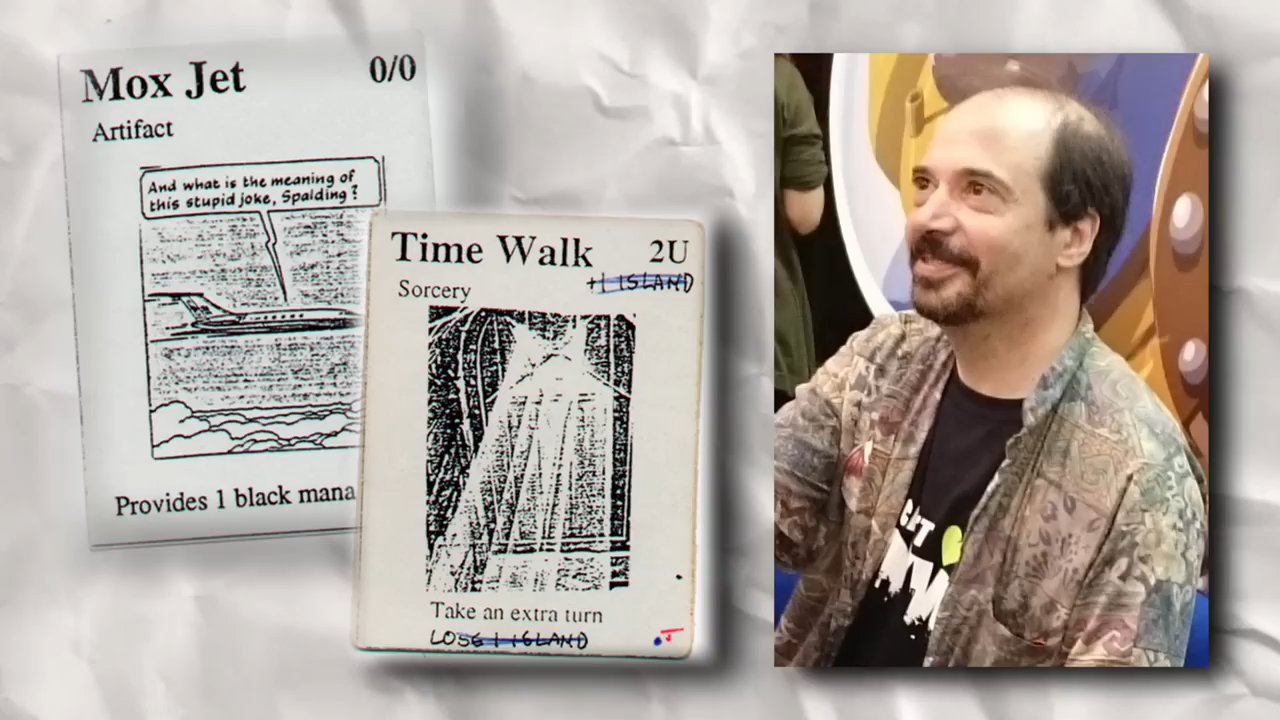 Mox Jet 0/0
Artifact
And what is the meaning of
this stupid joke, Spalding?
Provides 1 black mana
Time Walk 2U
+1 ISLAND
Sorcery
Take an extra turn
LOSE 1 ISLAND